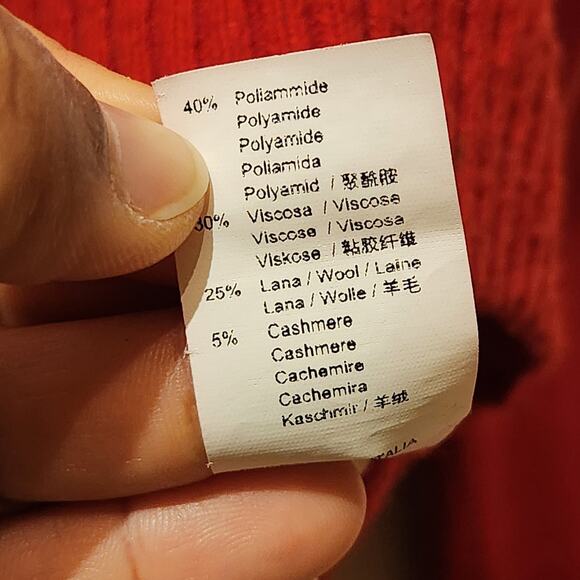 40% Poliammide
Polyamide
Polyamide
Poliamida
Polyamid / 聚酰胺
30% Viscosa / Viscose
Viscose / Viscosa
Viskose / 粘胶纤维
25% Lana / Wool / Laine
Lana / Wolle / 羊毛
5% Cashmere
Cashmere
Cachemire
Cachemira
Kaschmir / 羊绒